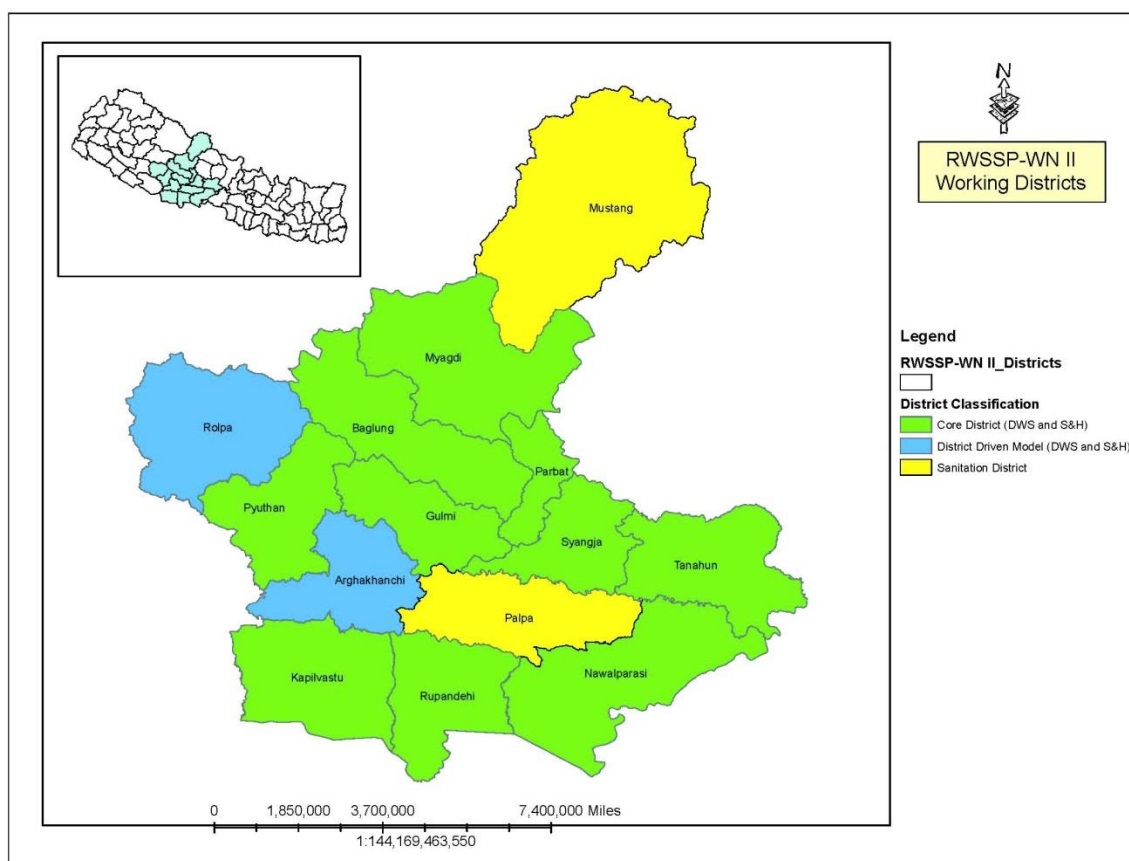 N
RWSSP-WN II
Working Districts
Mustang
Myagdi
Rolpa
Baglung
Parbat
Pyuthan
Gulmi
Syangja
Tanahun
Arghakhanchi
Palpa
Kapilvastu
Rupandehi
Nawalparasi
Legend
RWSSP-WN II_Districts
District Classification
Core District (DWS and S&H)
District Driven Model (DWS and S&H)
Sanitation District
0 1,850,000 3,700,000 7,400,000 Miles
1:144,169,463,550